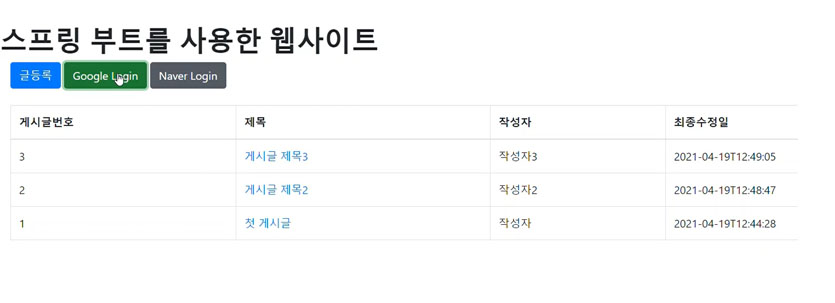 스프링 부트를 사용한 웹사이트
글등록 Google Login Naver Login
게시글번호 제목 작성자 최종수정일
3 게시글 제목3 작성자3 2021-04-19T12:49:05
2 게시글 제목2 작성자2 2021-04-19T12:48:47
1 첫 게시글 작성자 2021-04-19T12:44:28